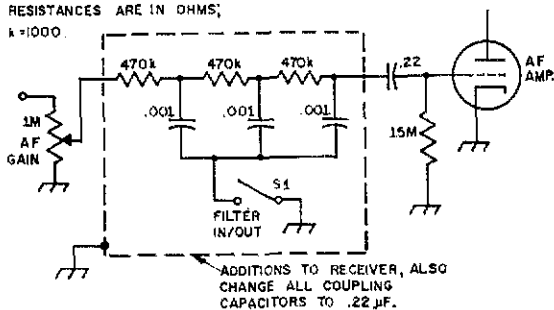 RESISTANCES ARE IN OHMS;
k=1000.
470k
470k
470k
.22
AF
AMP.
.001
.001
.001
1M
AF
GAIN
15M
S1
FILTER
IN/OUT
ADDITIONS TO RECEIVER, ALSO
CHANGE ALL COUPLING
CAPACITORS TO .22 µF.